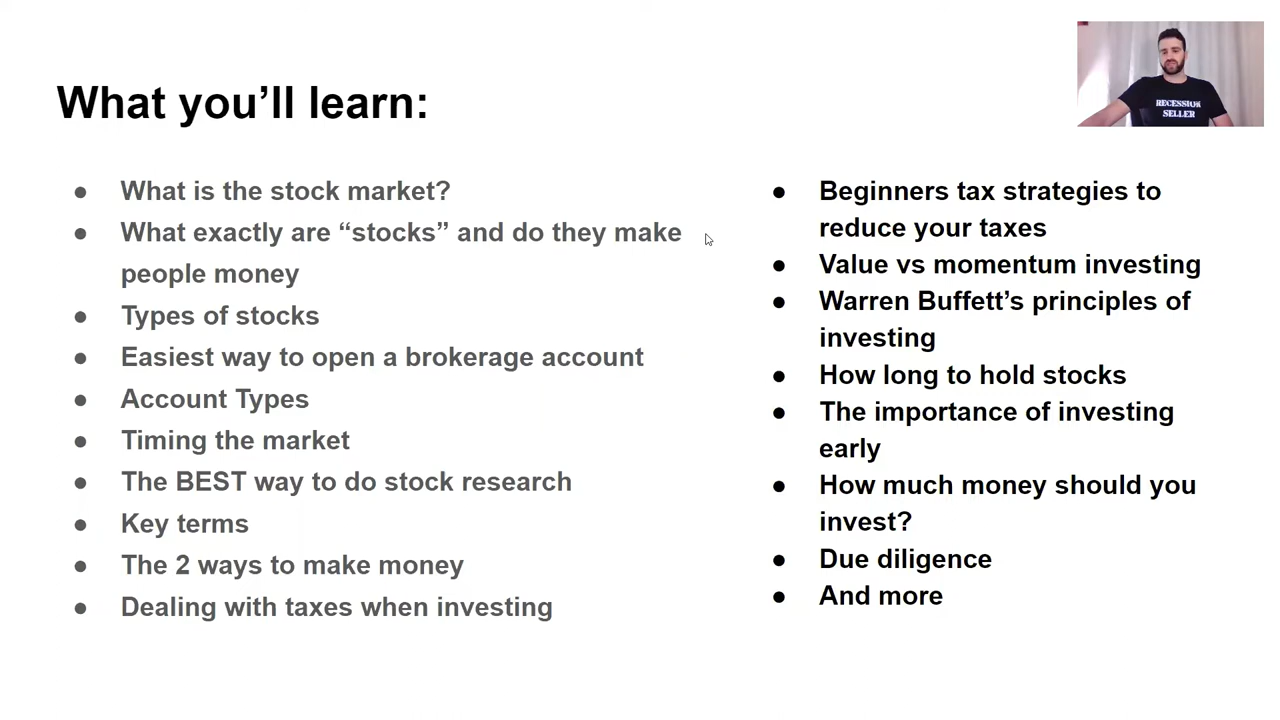 What you’ll learn:
● What is the stock market?
● What exactly are “stocks” and do they make
people money
● Types of stocks
● Easiest way to open a brokerage account
● Account Types
● Timing the market
● The BEST way to do stock research
● Key terms
● The 2 ways to make money
● Dealing with taxes when investing
● Beginners tax strategies to
reduce your taxes
● Value vs momentum investing
● Warren Buffett’s principles of
investing
● How long to hold stocks
● The importance of investing
early
● How much money should you
invest?
● Due diligence
● And more
RECESSION
SELLER